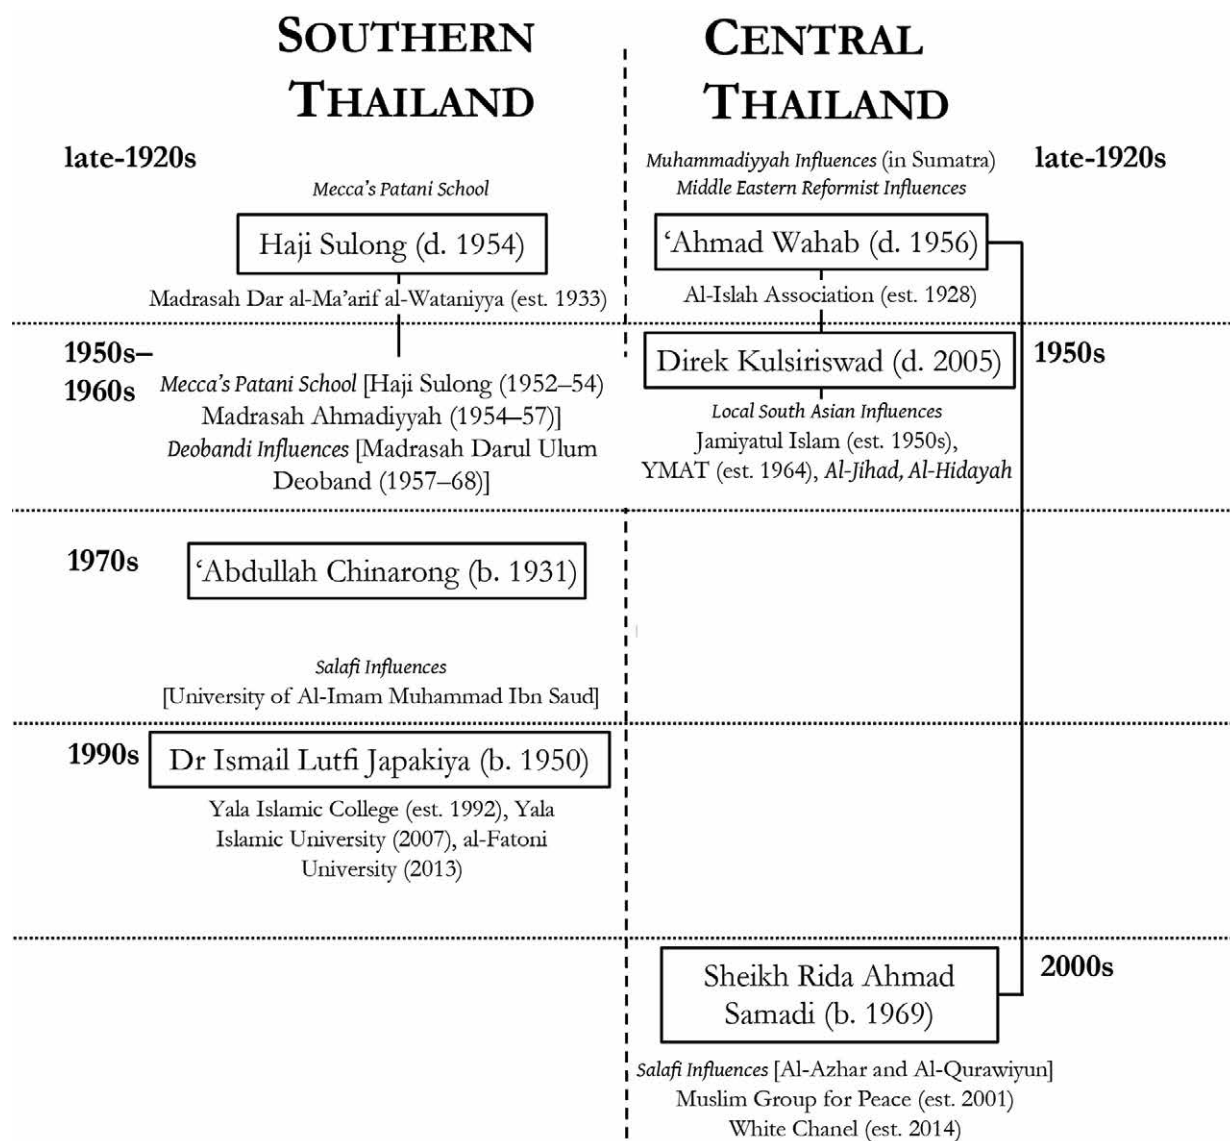 SOUTHERN
THAILAND
CENTRAL
THAILAND
late-1920s
Mecca's Patani School
Haji Sulong (d. 1954)
Madrasah Dar al-Ma'arif al-Wataniyya (est. 1933)
Muhammadiyyah Influences (in Sumatra)
Middle Eastern Reformist Influences
late-1920s
‘Ahmad Wahab (d. 1956)
Al-Islah Association (est. 1928)
1950s–
1960s
Mecca's Patani School [Haji Sulong (1952–54)
Madrasah Ahmadiyyah (1954–57)]
Deobandi Influences [Madrasah Darul Ulum
Deoband (1957–68)]
Direk Kulsiriswad (d. 2005)
1950s
Local South Asian Influences
Jamiyatul Islam (est. 1950s),
YMAT (est. 1964), Al-Jihad, Al-Hidayah
1970s
‘Abdullah Chinarong (b. 1931)
Salafi Influences
[University of Al-Imam Muhammad Ibn Saud]
1990s
Dr Ismail Lutfi Japakiya (b. 1950)
Yala Islamic College (est. 1992), Yala
Islamic University (2007), al-Fatoni
University (2013)
Sheikh Rida Ahmad
Samadi (b. 1969)
2000s
Salafi Influences [Al-Azhar and Al-Qurawiyun]
Muslim Group for Peace (est. 2001)
White Chanel (est. 2014)